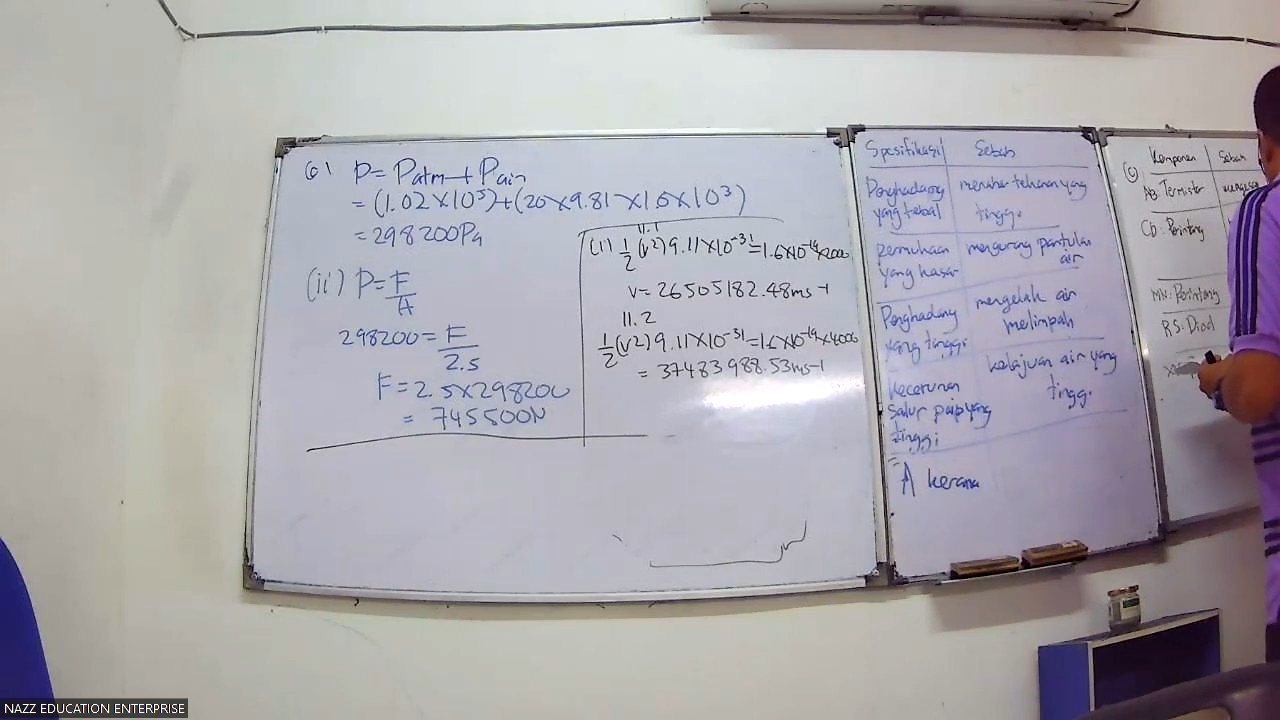 (i) P = Patm + Pair
= (1.02 × 10⁵) + (20 × 9.81 × 10 × 10³)
= 298200 Pa
(ii) P = F/A
298200 = F/2.5
F = 2.5 × 298200
= 745500N
11.1
(i) 1/2 (v²) 9.11 × 10⁻³¹ = 1.6 × 10⁻¹⁹ × 2000
v = 26505182.48 ms⁻¹
11.2
1/2 (v²) 9.11 × 10⁻³¹ = 1.6 × 10⁻¹⁹ × 4000
= 37483988.53 ms⁻¹
Spesifikasi Sebab
Penghadang yang tebal
menahan tekanan yang tinggi.
permukaan yang kasar
mengurang pantulan air
Penghadang yang tinggi
mengelak air melimpah
Kecerunan salur paip yang tinggi
kelajuan air yang tinggi.
A kerana
(c) Komponen Sebab
AB: Termistor
CD: Perintang
MN: Perintang
RS: Diod
NAZZ EDUCATION ENTERPRISE